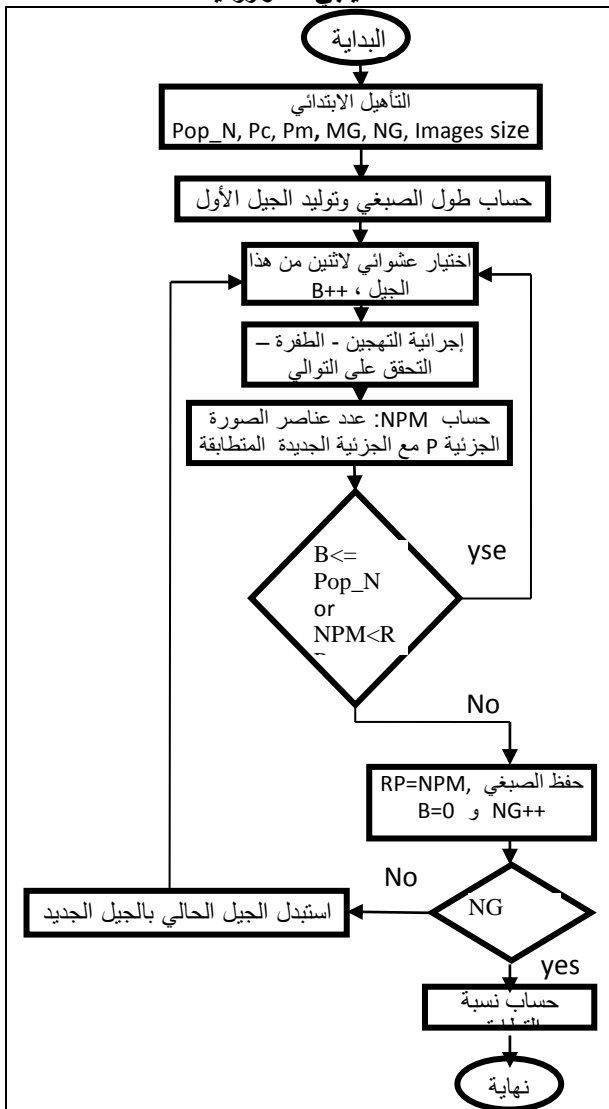 البداية
التأهيل الابتدائي
Pop_N, Pc, Pm, MG, NG, Images size
حساب طول الصبغي وتوليد الجيل الأول
اختيار عشوائي لاثنين من هذا
الجيل ، B++
إجرائية التهجين - الطفرة –
التحقق على التوالي
حساب NPM: عدد عناصر الصورة
الجزئية P مع الجزئية الجديدة المتطابقة
B<=
Pop_N
or
NPM<R
yse
No
حفظ الصبغي RP=NPM,
B=0 و NG++
No
NG
استبدل الجيل الحالي بالجيل الجديد
yes
حساب نسبة
نهاية